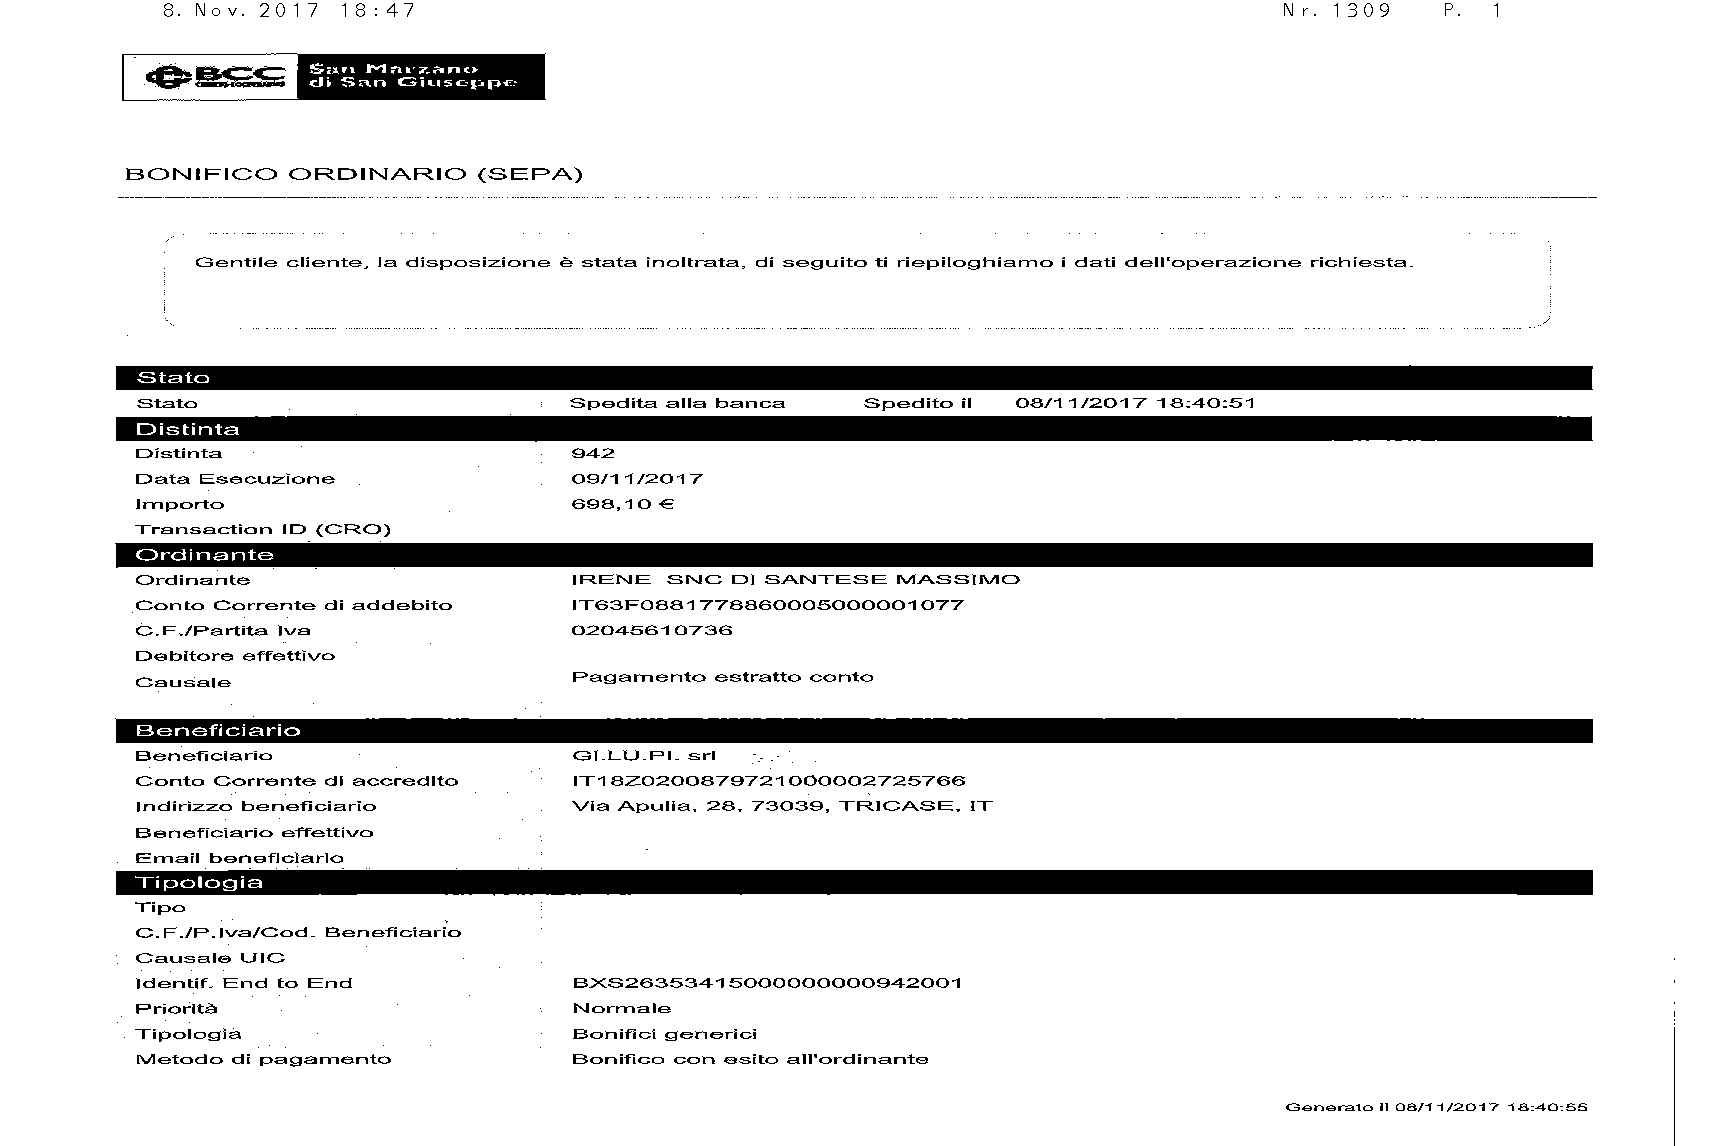 8. Nov. 2017 18:47 Nr. 1309 P. 1
BCC San Marzano
di San Giuseppe
BONIFICO ORDINARIO (SEPA)
Gentile cliente, la disposizione è stata inoltrata, di seguito ti riepiloghiamo i dati dell'operazione richiesta.
Stato
Stato Spedita alla banca Spedito il 08/11/2017 18:40:51
Distinta
Distinta 942
Data Esecuzione 09/11/2017
Importo 698,10 €
Transaction ID (CRO)
Ordinante
Ordinante IRENE SNC DI SANTESE MASSIMO
Conto Corrente di addebito IT63F0881778860005000001077
C.F./Partita Iva 02045610736
Debitore effettivo
Causale Pagamento estratto conto
Beneficiario
Beneficiario GI.LU.PI. srl
Conto Corrente di accredito IT18Z0200879721000002725766
Indirizzo beneficiario Via Apulia, 28, 73039, TRICASE, IT
Beneficiario effettivo
Email beneficiario
Tipologia
Tipo
C.F./P.Iva/Cod. Beneficiario
Causale UIC
Identif. End to End BXS26353415000000000942001
Priorità Normale
Tipologia Bonifici generici
Metodo di pagamento Bonifico con esito all'ordinante
Generato il 08/11/2017 18:40:55